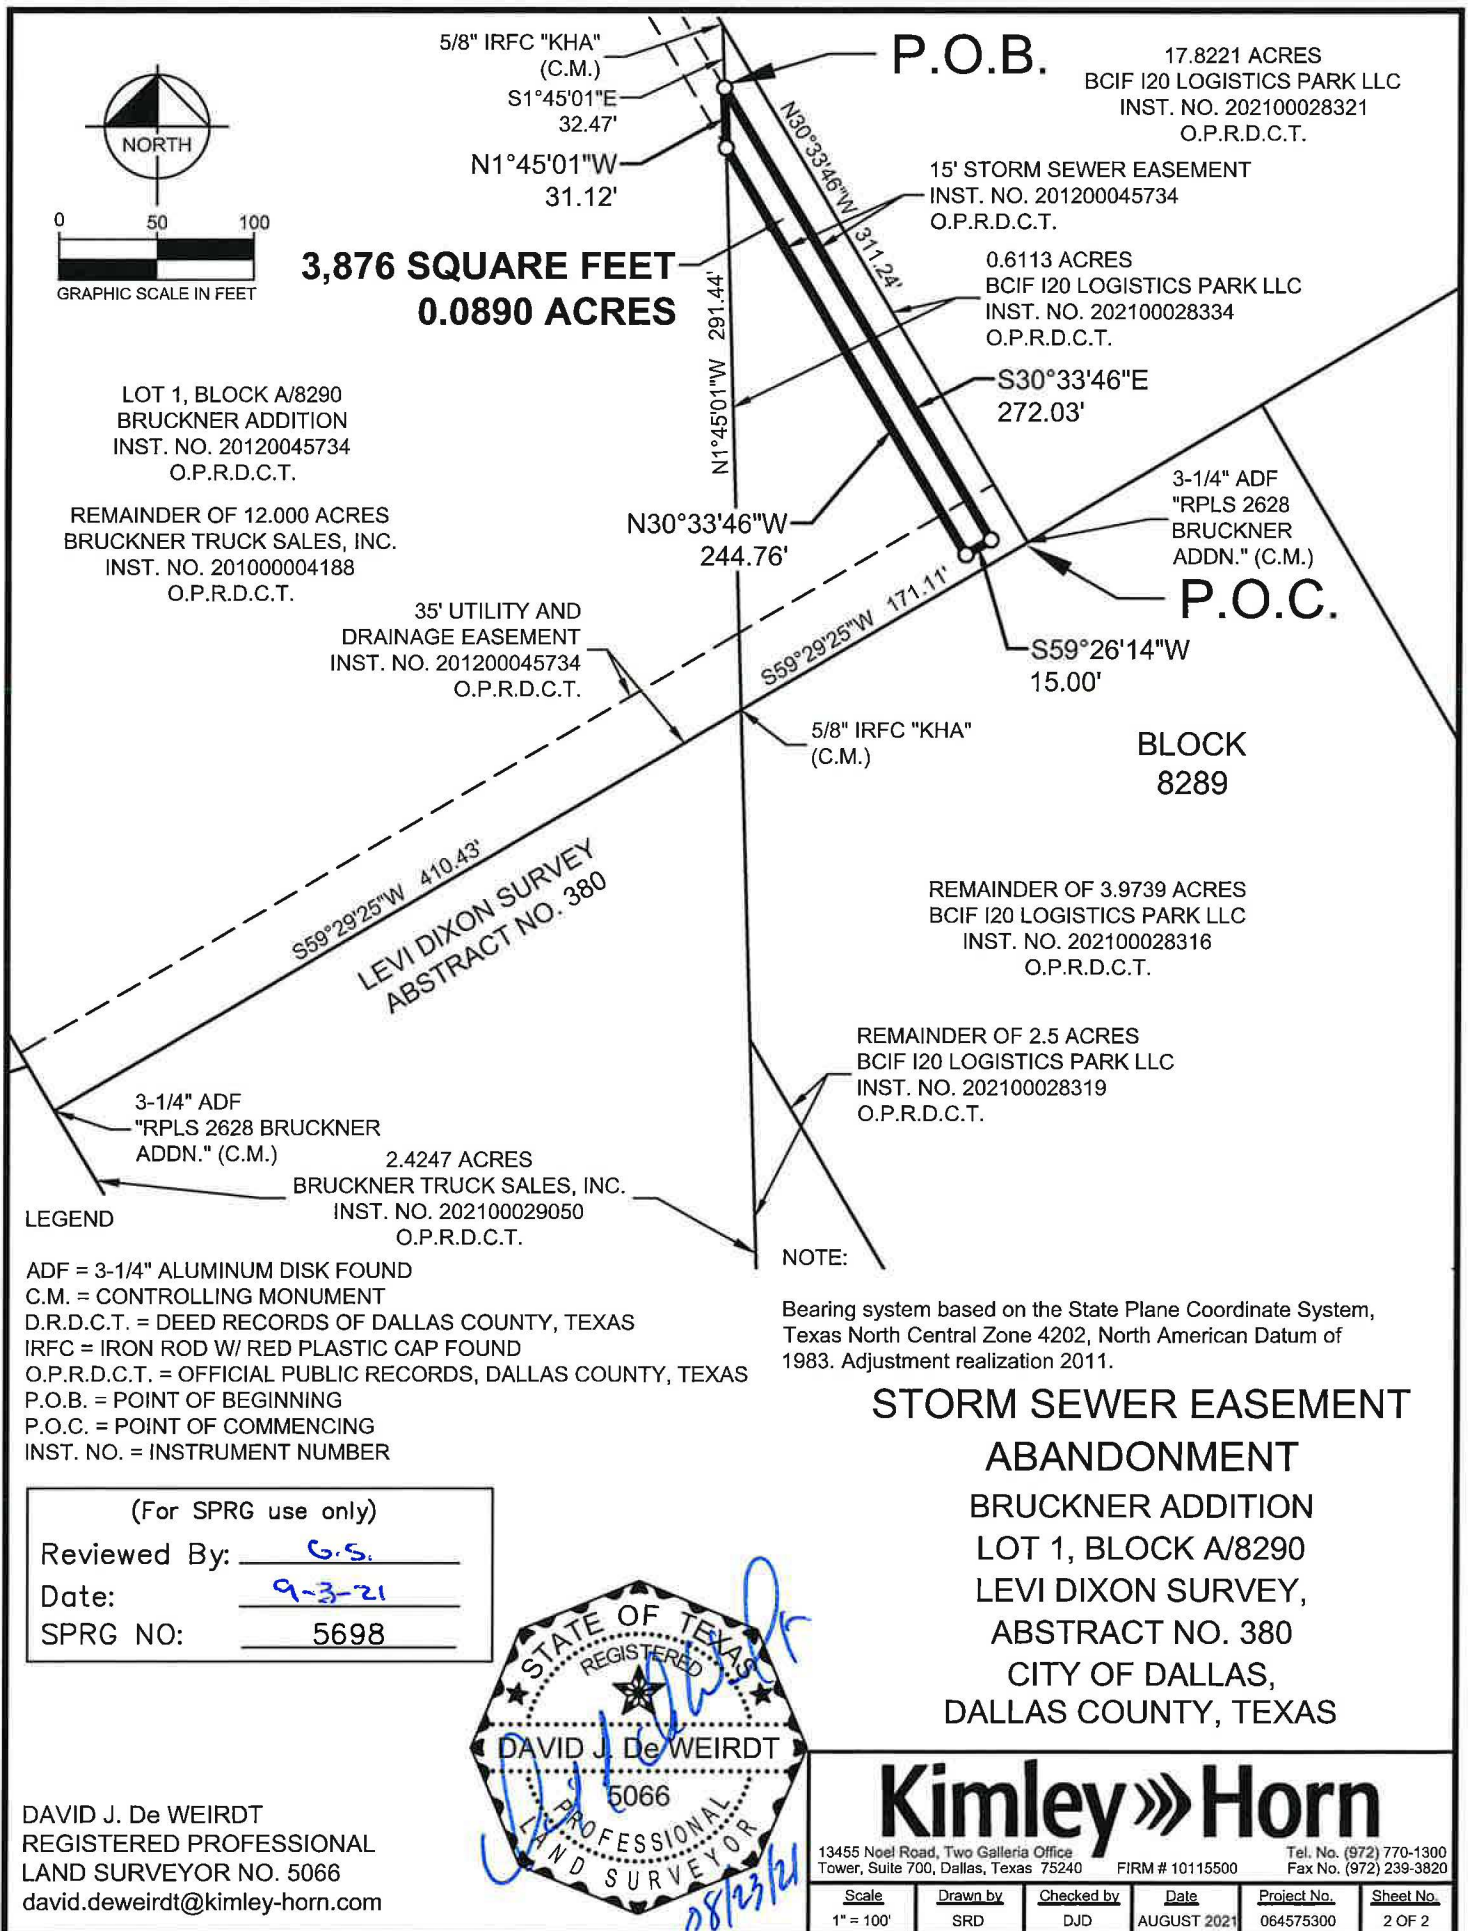 5/8" IRFC "KHA"
(C.M.)
S1°45'01"E
32.47'
N1°45'01"W
31.12'
P.O.B.
17.8221 ACRES
BCIF I20 LOGISTICS PARK LLC
INST. NO. 202100028321
O.P.R.D.C.T.
NORTH
0 50 100
GRAPHIC SCALE IN FEET
N30°33'46"W 311.24'
15' STORM SEWER EASEMENT
INST. NO. 201200045734
O.P.R.D.C.T.
3,876 SQUARE FEET
0.0890 ACRES
0.6113 ACRES
BCIF I20 LOGISTICS PARK LLC
INST. NO. 202100028334
O.P.R.D.C.T.
N1°45'01"W 291.44'
S30°33'46"E
272.03'
LOT 1, BLOCK A/8290
BRUCKNER ADDITION
INST. NO. 20120045734
O.P.R.D.C.T.
REMAINDER OF 12.000 ACRES
BRUCKNER TRUCK SALES, INC.
INST. NO. 201000004188
O.P.R.D.C.T.
N30°33'46"W
244.76'
3-1/4" ADF
"RPLS 2628
BRUCKNER
ADDN." (C.M.)
P.O.C.
35' UTILITY AND
DRAINAGE EASEMENT
INST. NO. 201200045734
O.P.R.D.C.T.
S59°29'25"W 171.11'
S59°26'14"W
15.00'
5/8" IRFC "KHA"
(C.M.)
BLOCK
8289
S59°29'25"W 410.43'
LEVI DIXON SURVEY
ABSTRACT NO. 380
REMAINDER OF 3.9739 ACRES
BCIF I20 LOGISTICS PARK LLC
INST. NO. 202100028316
O.P.R.D.C.T.
REMAINDER OF 2.5 ACRES
BCIF I20 LOGISTICS PARK LLC
INST. NO. 202100028319
O.P.R.D.C.T.
3-1/4" ADF
"RPLS 2628 BRUCKNER
ADDN." (C.M.)
2.4247 ACRES
BRUCKNER TRUCK SALES, INC.
INST. NO. 202100029050
O.P.R.D.C.T.
LEGEND
ADF = 3-1/4" ALUMINUM DISK FOUND
C.M. = CONTROLLING MONUMENT
D.R.D.C.T. = DEED RECORDS OF DALLAS COUNTY, TEXAS
IRFC = IRON ROD W/ RED PLASTIC CAP FOUND
O.P.R.D.C.T. = OFFICIAL PUBLIC RECORDS, DALLAS COUNTY, TEXAS
P.O.B. = POINT OF BEGINNING
P.O.C. = POINT OF COMMENCING
INST. NO. = INSTRUMENT NUMBER
NOTE:
Bearing system based on the State Plane Coordinate System,
Texas North Central Zone 4202, North American Datum of
1983. Adjustment realization 2011.
STORM SEWER EASEMENT
ABANDONMENT
BRUCKNER ADDITION
LOT 1, BLOCK A/8290
LEVI DIXON SURVEY,
ABSTRACT NO. 380
CITY OF DALLAS,
DALLAS COUNTY, TEXAS
(For SPRG use only)
Reviewed By: G.S.
Date: 9-3-21
SPRG NO: 5698
STATE OF TEXAS
REGISTERED
DAVID J. De WEIRDT
5066
PROFESSIONAL
LAND SURVEYOR
08/23/21
DAVID J. De WEIRDT
REGISTERED PROFESSIONAL
LAND SURVEYOR NO. 5066
david.deweirdt@kimley-horn.com
Kimley»Horn
13455 Noel Road, Two Galleria Office
Tower, Suite 700, Dallas, Texas 75240 FIRM # 10115500
Tel. No. (972) 770-1300
Fax No. (972) 239-3820
Scale Drawn by Checked by Date Project No. Sheet No.
1" = 100' SRD DJD AUGUST 2021 064575300 2 OF 2